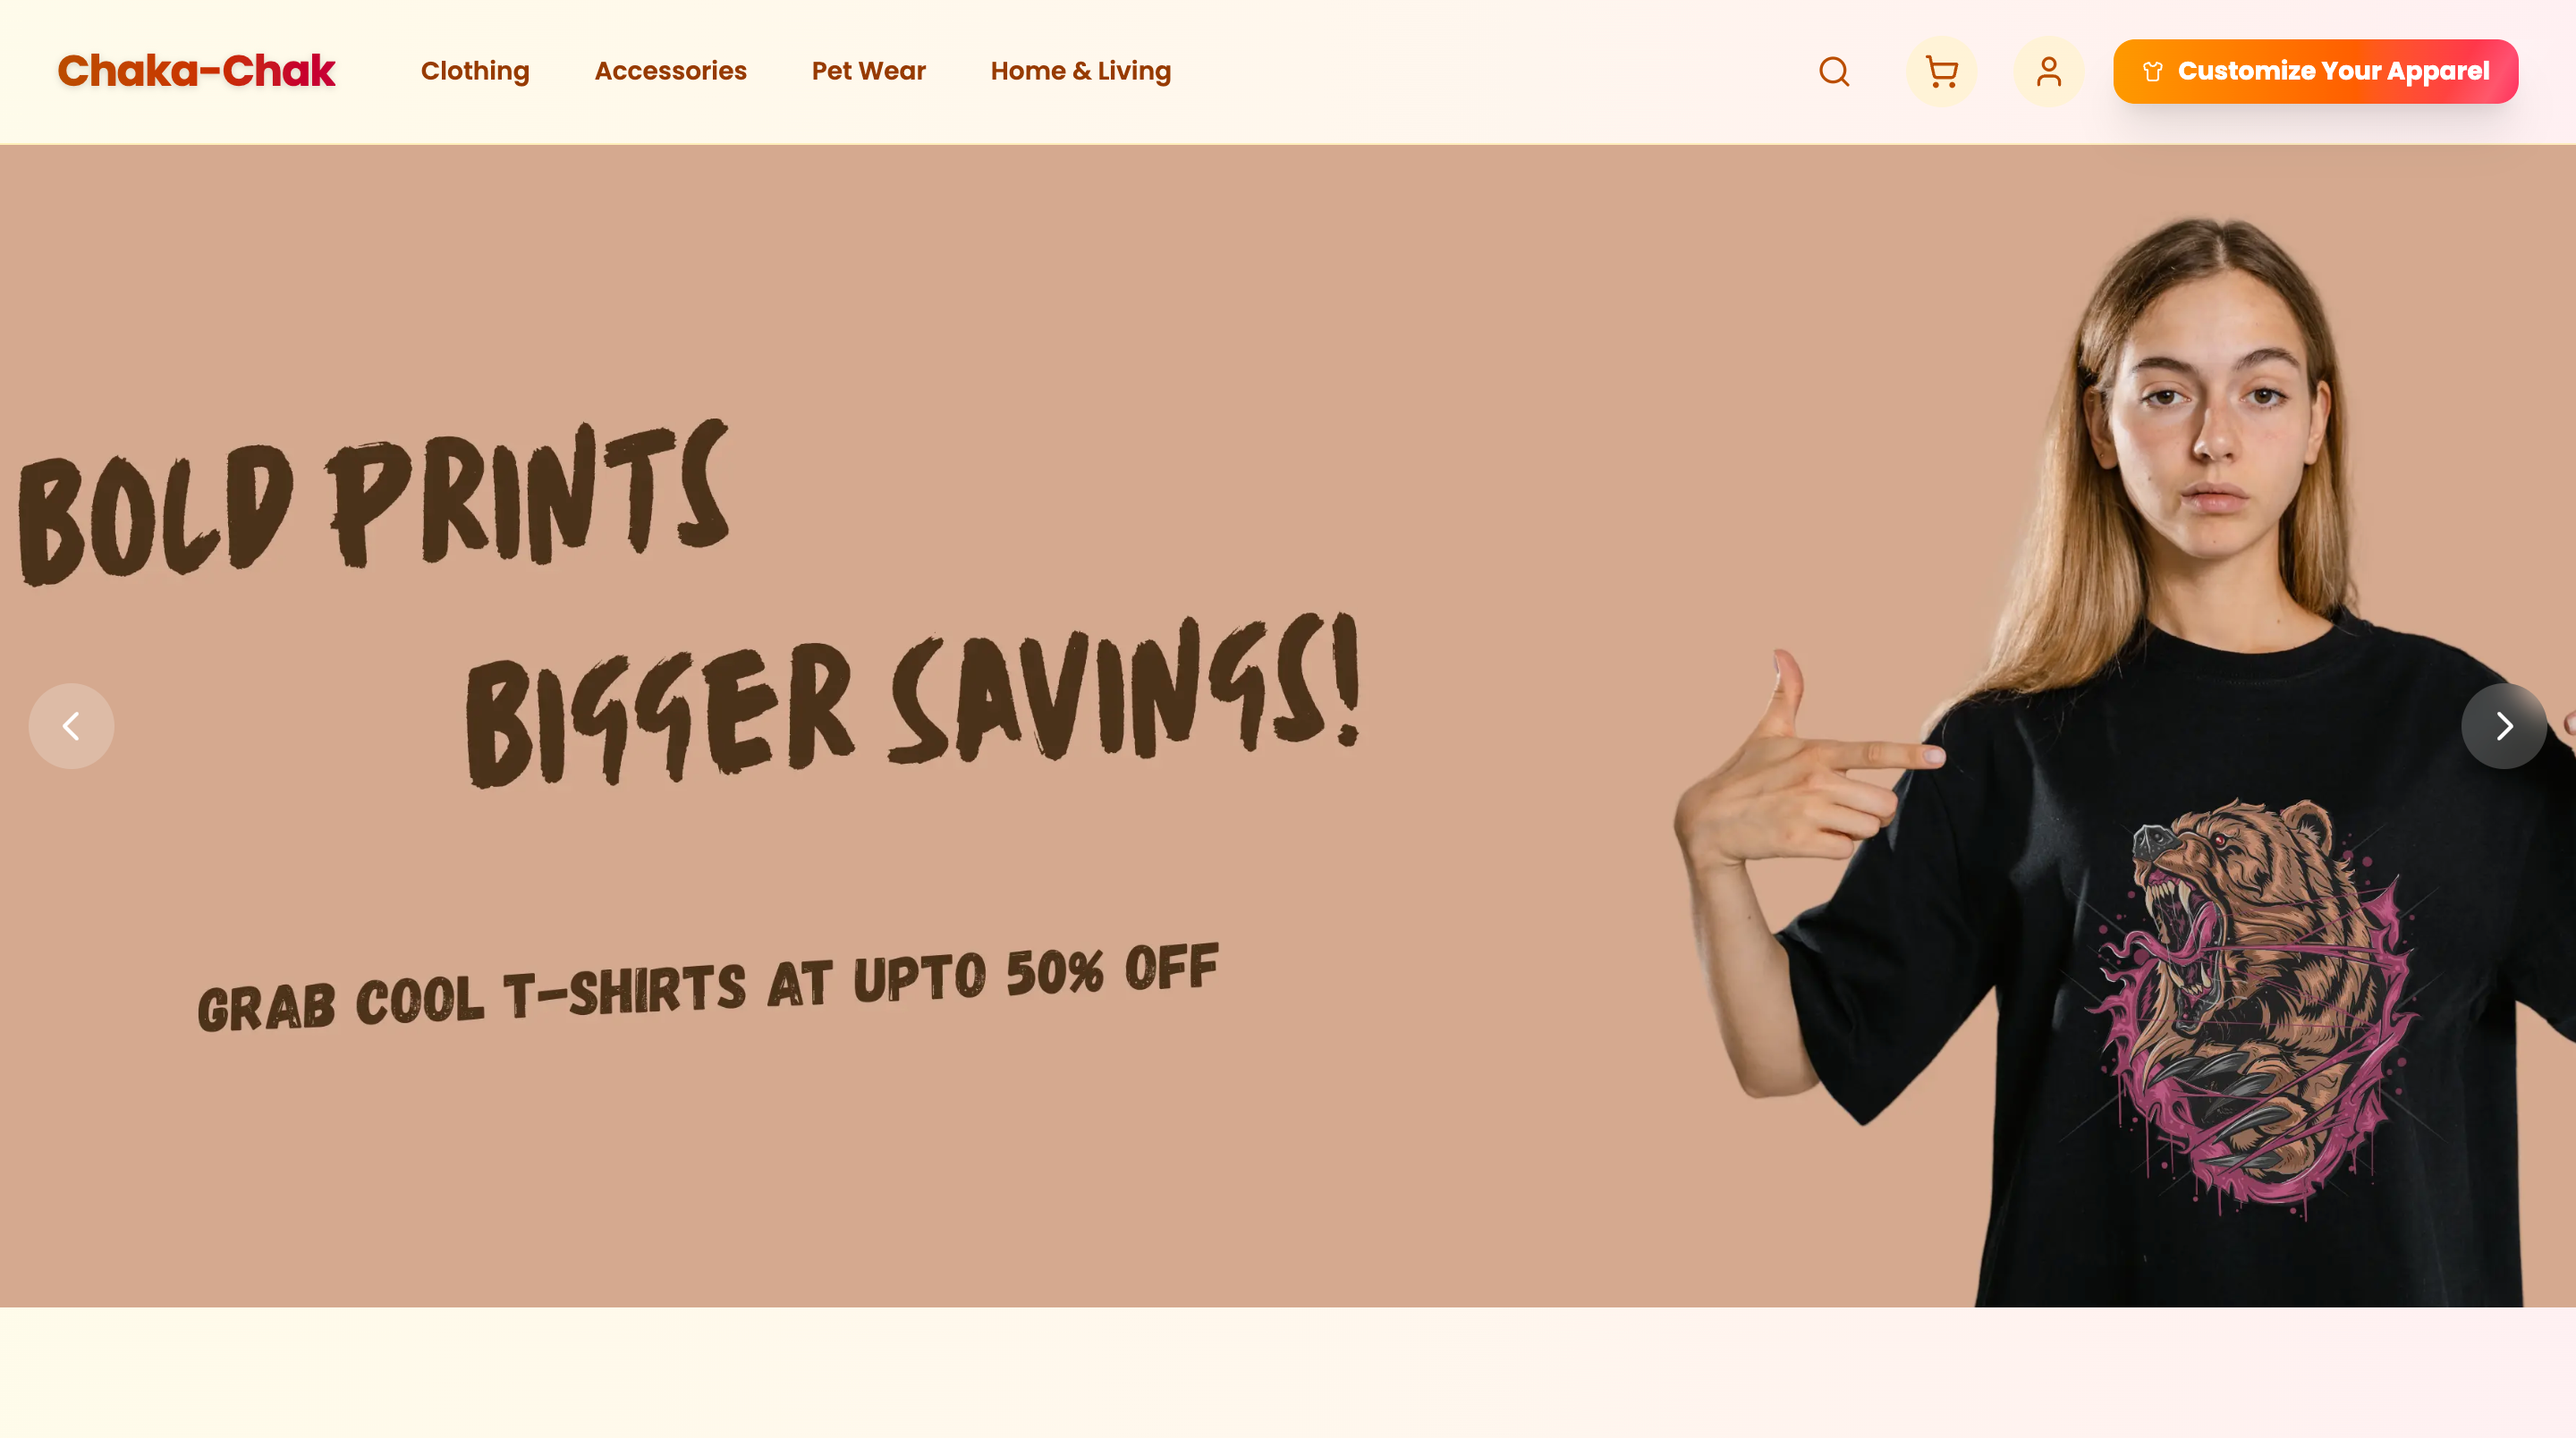 Chaka-Chak
Clothing
Accessories
Pet Wear
Home & Living
Customize Your Apparel
BOLD PRINTS
BIGGER SAVINGS!
GRAB COOL T-SHIRTS AT UPTO 50% OFF